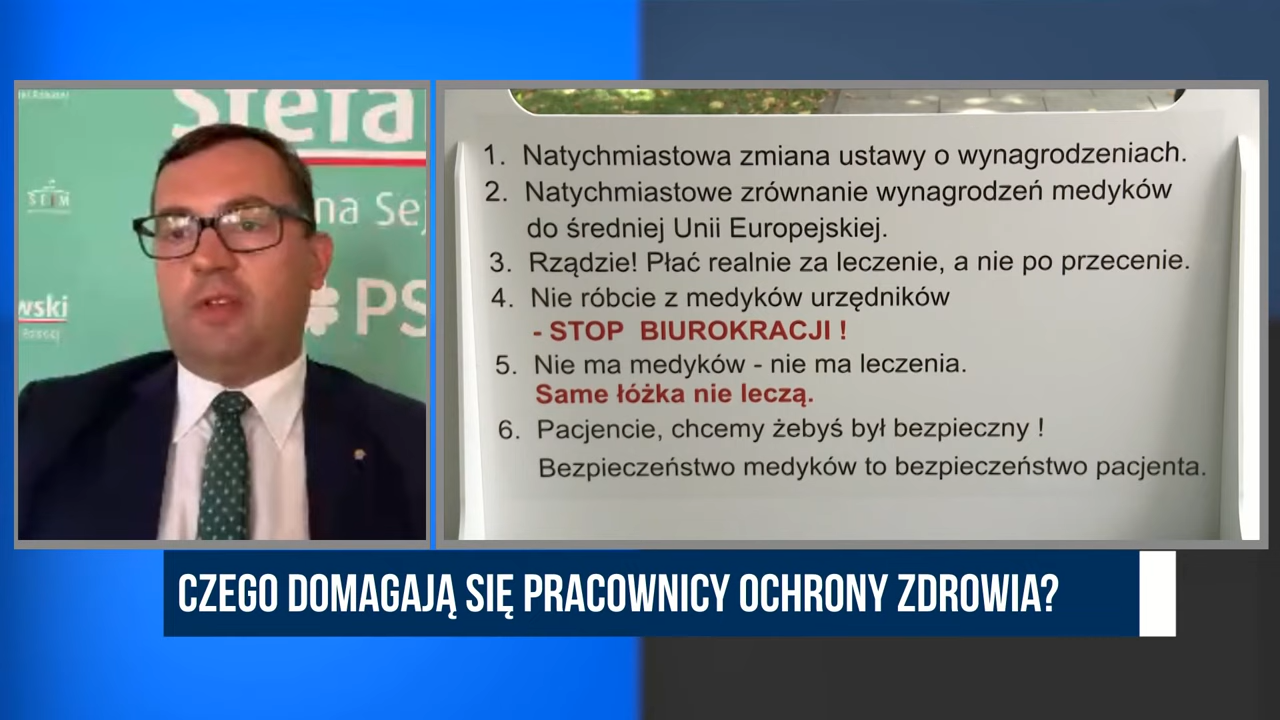 Stefa
SEJM
na Sej
wski
PS
1. Natychmiastowa zmiana ustawy o wynagrodzeniach.
2. Natychmiastowe zrównanie wynagrodzeń medyków
do średniej Unii Europejskiej.
3. Rządzie! Płać realnie za leczenie, a nie po przecenie.
4. Nie róbcie z medyków urzędników
- STOP BIUROKRACJI !
5. Nie ma medyków - nie ma leczenia.
Same łóżka nie leczą.
6. Pacjencie, chcemy żebyś był bezpieczny !
Bezpieczeństwo medyków to bezpieczeństwo pacjenta.
CZEGO DOMAGAJĄ SIĘ PRACOWNICY OCHRONY ZDROWIA?